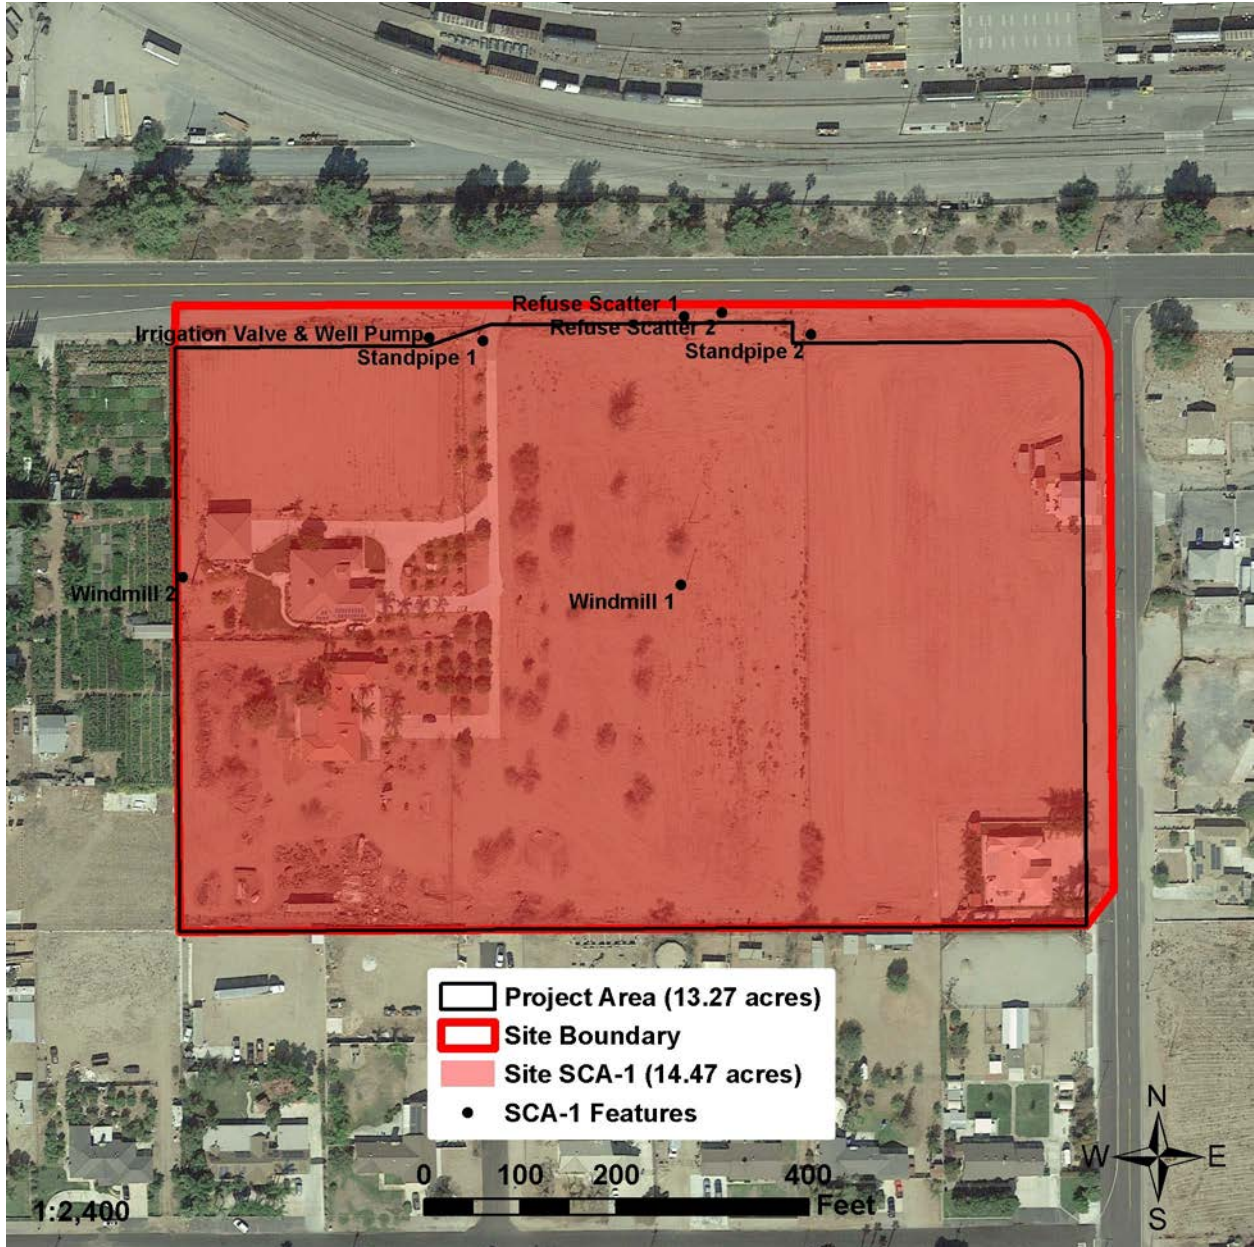 Refuse Scatter 1
Irrigation Valve & Well Pump
Refuse Scatter 2
Standpipe 1
Standpipe 2
Windmill 2
Windmill 1
Project Area (13.27 acres)
Site Boundary
Site SCA-1 (14.47 acres)
SCA-1 Features
N
W
E
S
0 100 200 400
Feet
1:2,400